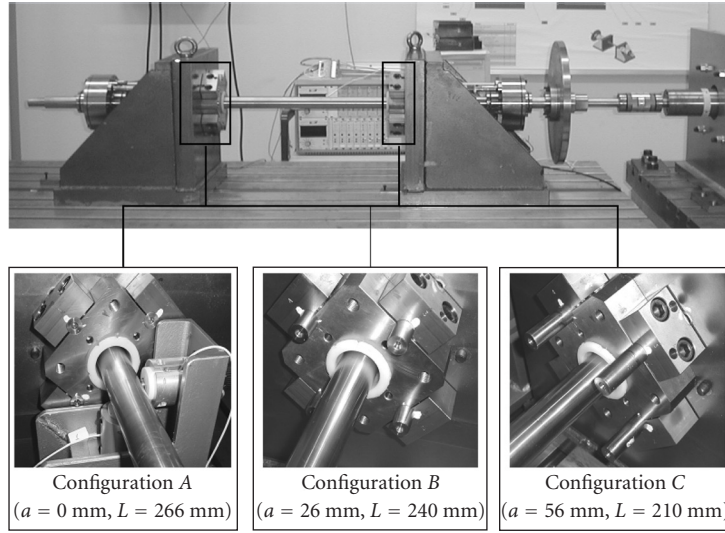 Configuration A
(a = 0 mm, L = 266 mm)
Configuration B
(a = 26 mm, L = 240 mm)
Configuration C
(a = 56 mm, L = 210 mm)